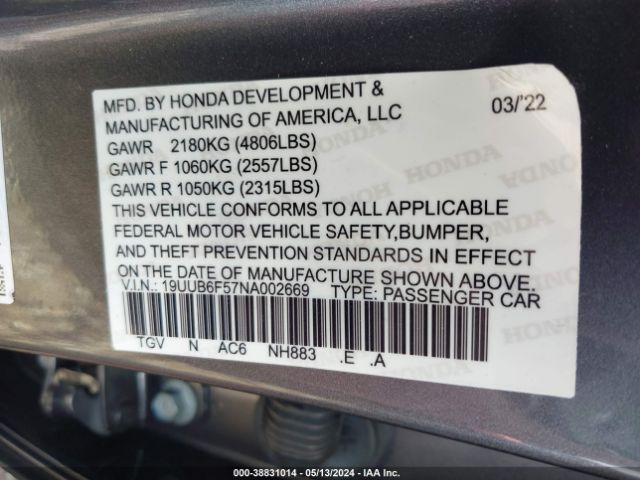 MFD. BY HONDA DEVELOPMENT &
MANUFACTURING OF AMERICA, LLC 03/'22
GAWR 2180KG (4806LBS)
GAWR F 1060KG (2557LBS)
GAWR R 1050KG (2315LBS)
THIS VEHICLE CONFORMS TO ALL APPLICABLE
FEDERAL MOTOR VEHICLE SAFETY,BUMPER,
AND THEFT PREVENTION STANDARDS IN EFFECT
ON THE DATE OF MANUFACTURE SHOWN ABOVE.
V.I.N.: 19UUB6F57NA002669 TYPE: PASSENGER CAR
TGV N AC6 NH883 .E .A
000-38831014 | 05/13/2024 | IAA Inc.